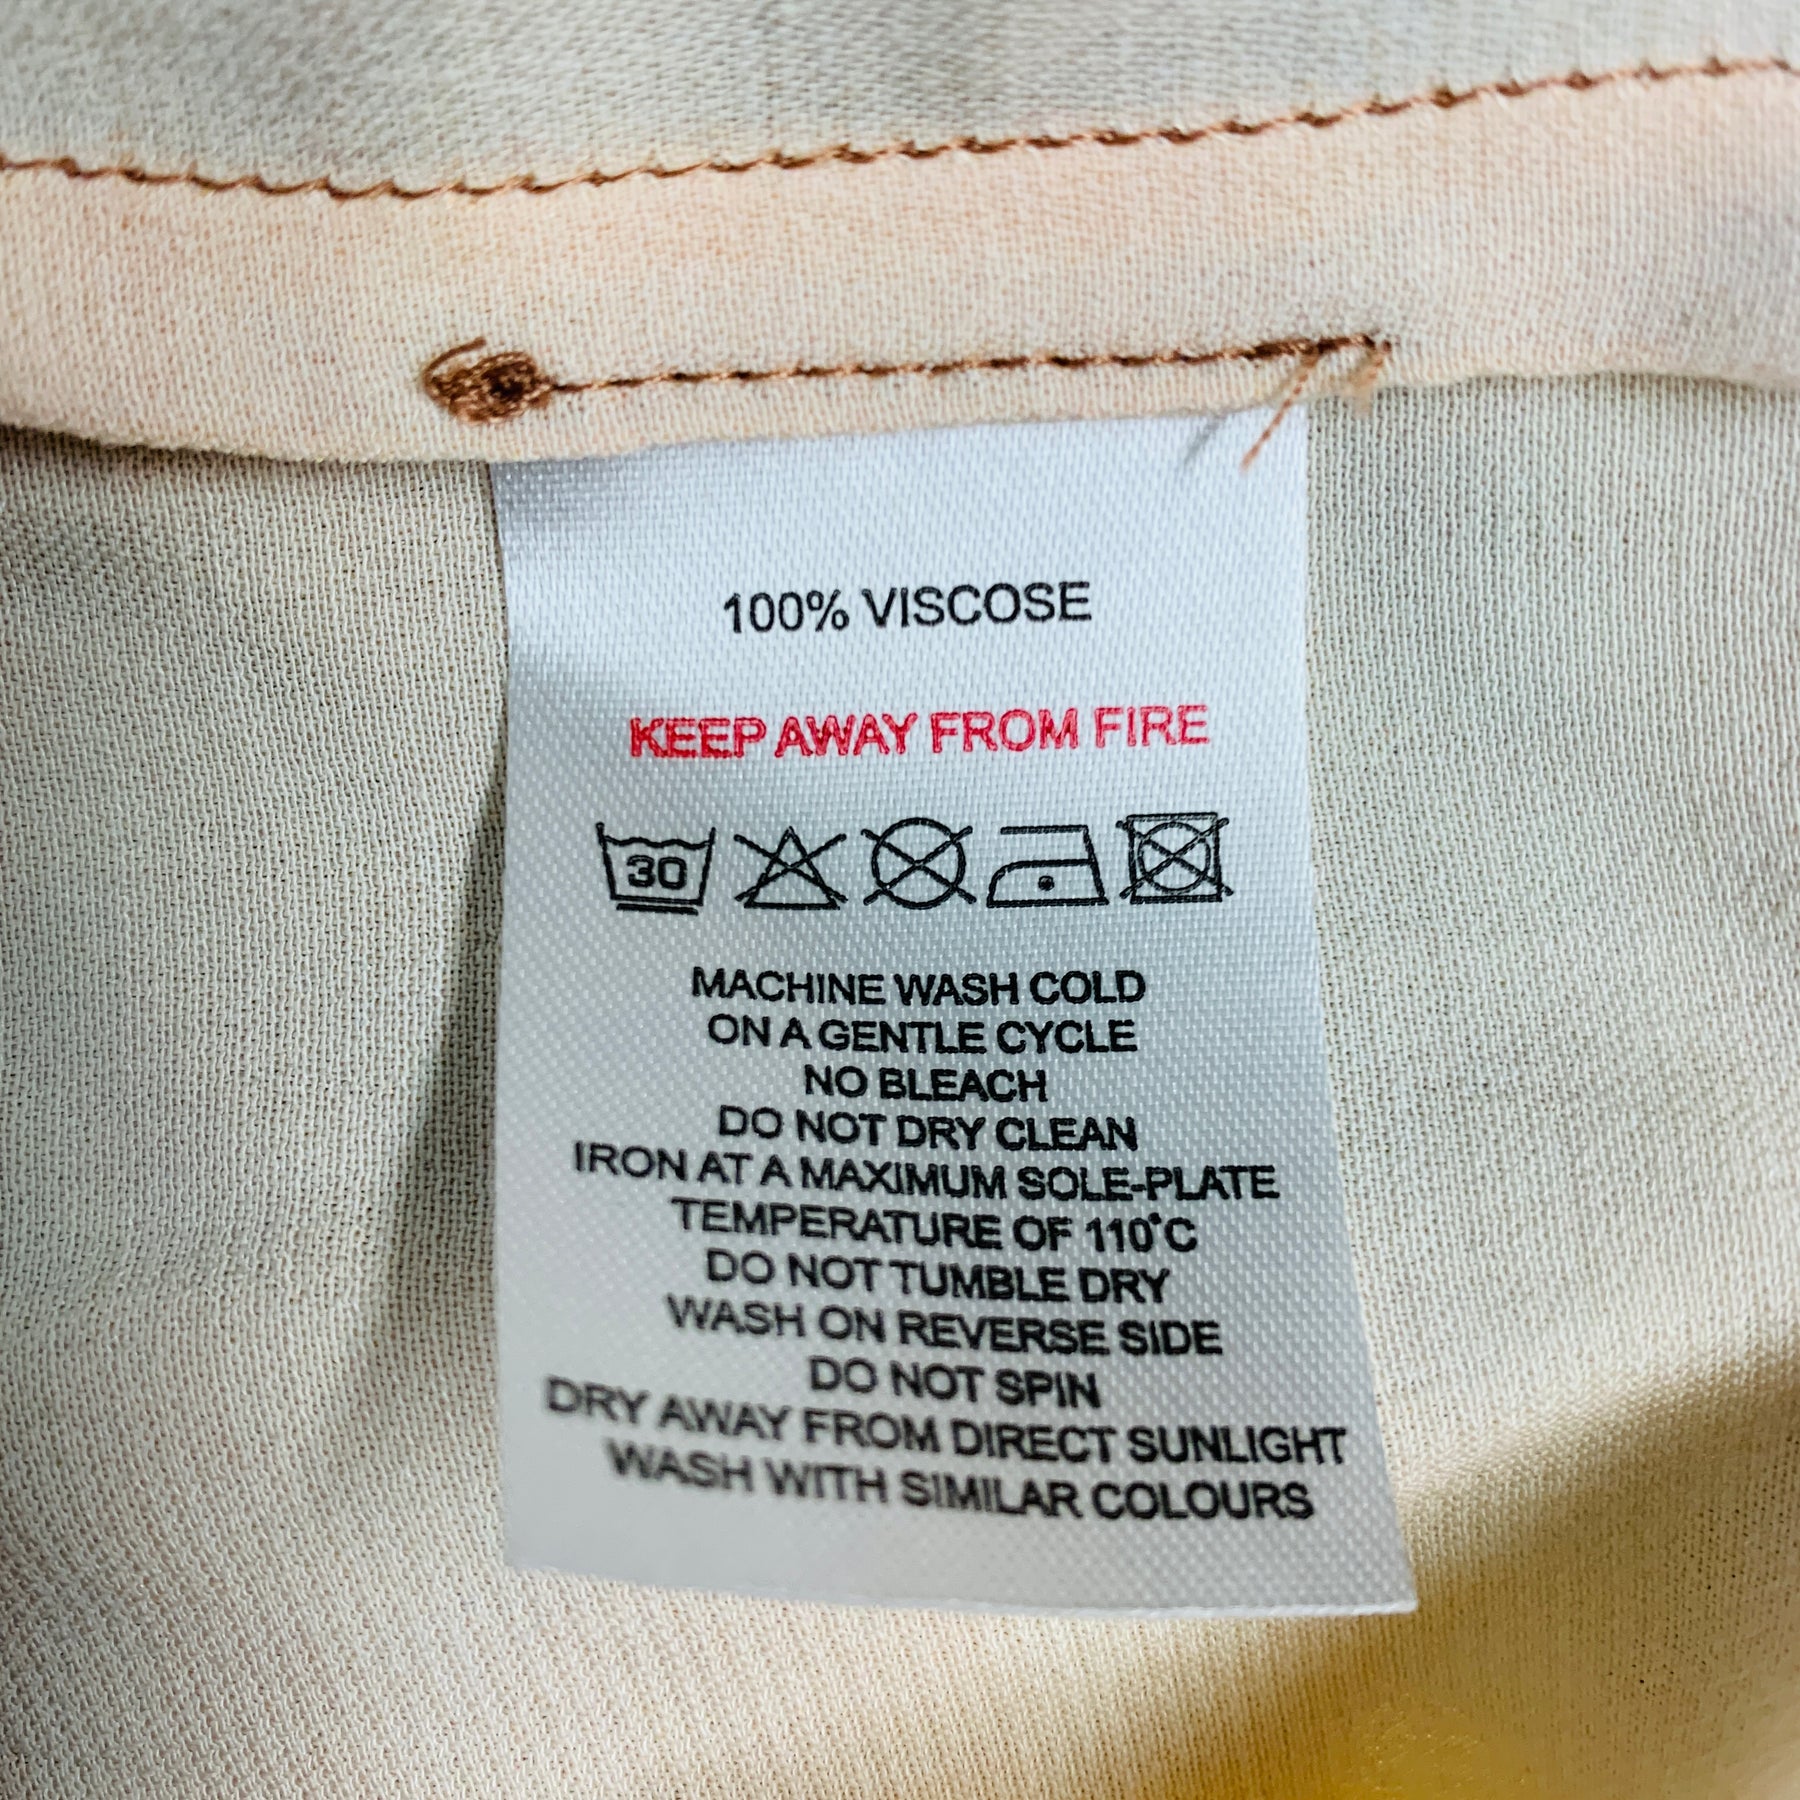 100% VISCOSE
KEEP AWAY FROM FIRE
30
MACHINE WASH COLD
ON A GENTLE CYCLE
NO BLEACH
DO NOT DRY CLEAN
IRON AT A MAXIMUM SOLE-PLATE
TEMPERATURE OF 110°C
DO NOT TUMBLE DRY
WASH ON REVERSE SIDE
DO NOT SPIN
DRY AWAY FROM DIRECT SUNLIGHT
WASH WITH SIMILAR COLOURS